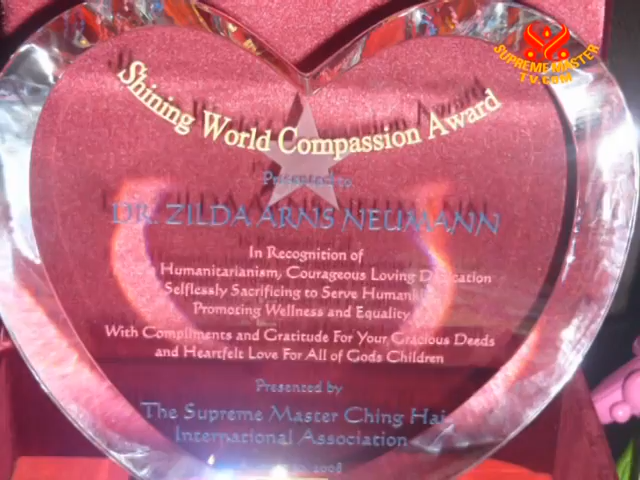 SUPREME MASTER
TV.COM
Shining World Compassion Award
Presented to
DR. ZILDA ARNS NEUMANN
In Recognition of
Humanitarianism, Courageous Loving Dedication
Selflessly Sacrificing to Serve
Promoting Wellness and Equality
With Compliments and Gratitude For Your Gracious Deeds
and Heartfelt Love For All of Gods Children
Presented by
The Supreme Master Ching Hai
International Association
2008